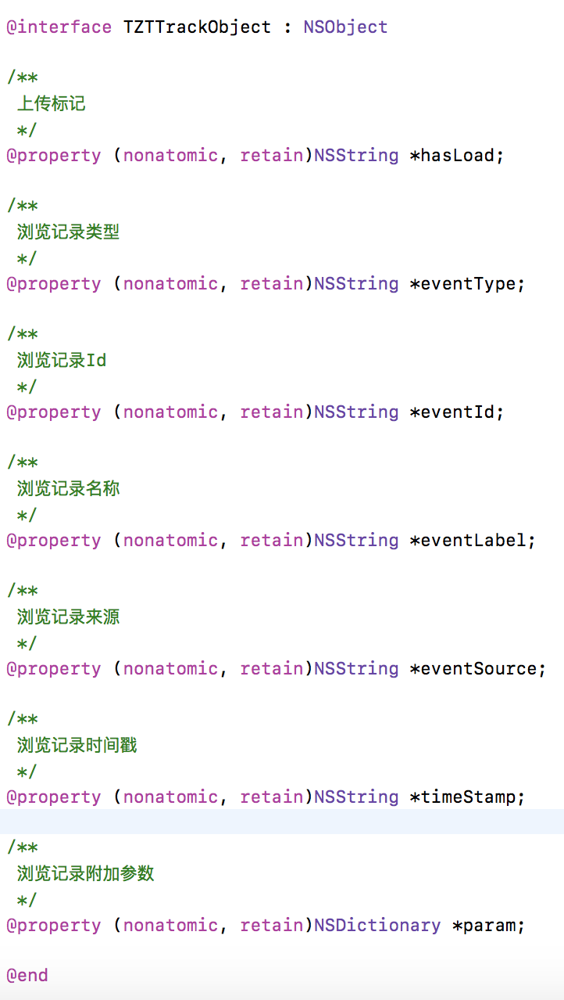 @interface TZTTrackObject : NSObject
/**
上传标记
*/
@property (nonatomic, retain)NSString *hasLoad;
/**
浏览记录类型
*/
@property (nonatomic, retain)NSString *eventType;
/**
浏览记录Id
*/
@property (nonatomic, retain)NSString *eventId;
/**
浏览记录名称
*/
@property (nonatomic, retain)NSString *eventLabel;
/**
浏览记录来源
*/
@property (nonatomic, retain)NSString *eventSource;
/**
浏览记录时间戳
*/
@property (nonatomic, retain)NSString *timeStamp;
/**
浏览记录附加参数
*/
@property (nonatomic, retain)NSDictionary *param;
@end